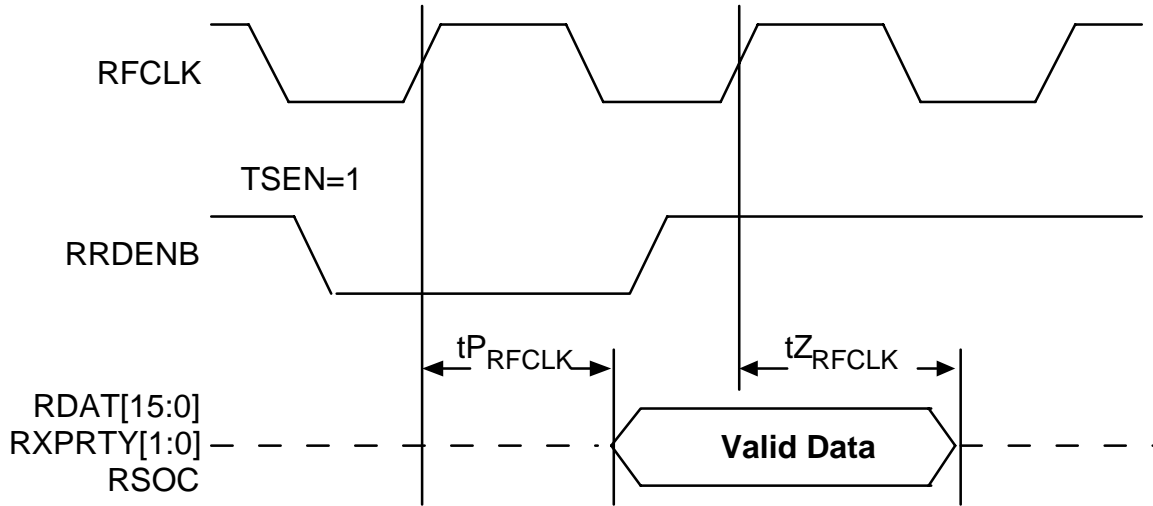 RFCLK
TSEN=1
RRDENB
tPRFCLK
tZRFCLK
RDAT[15:0]
RXPRTY[1:0]
RSOC
Valid Data